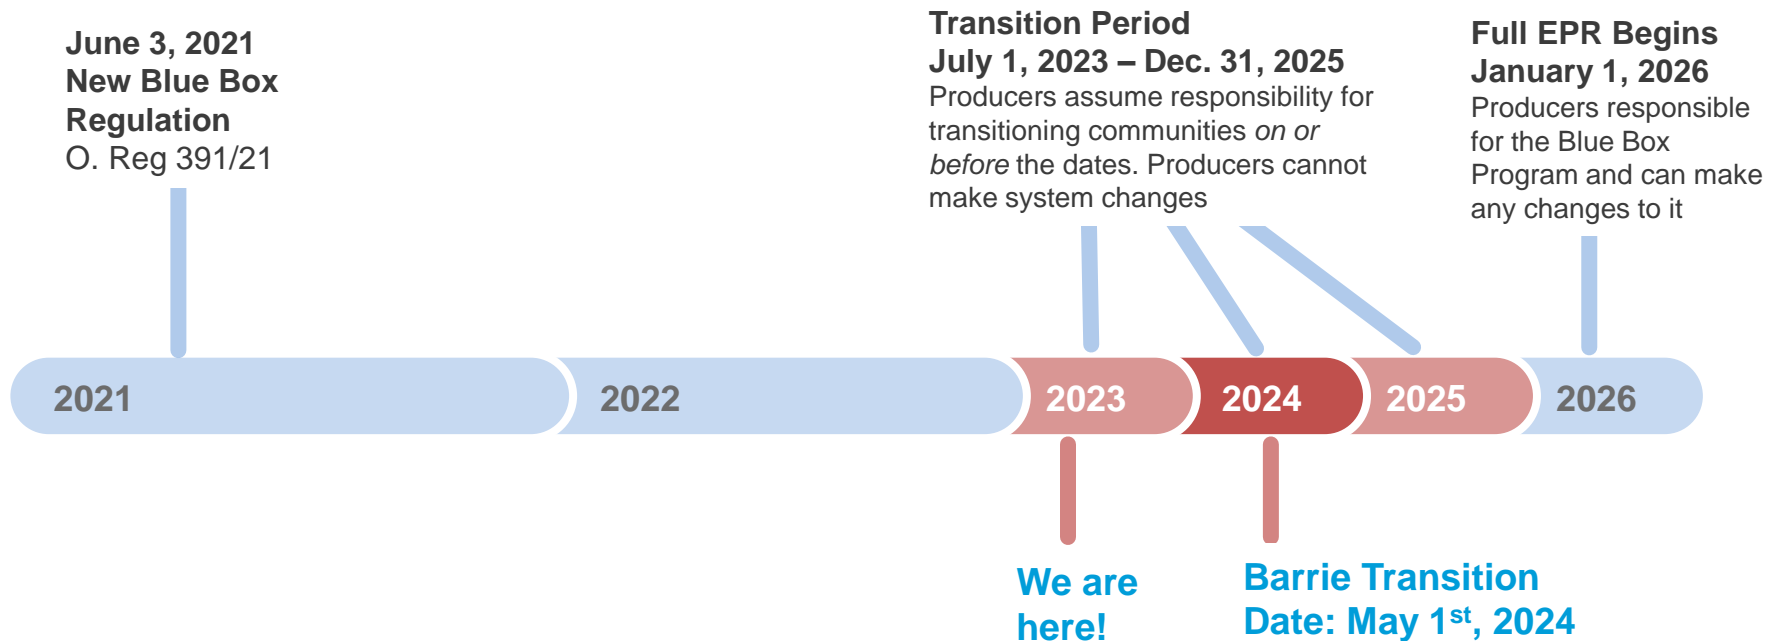 June 3, 2021
New Blue Box
Regulation
O. Reg 391/21
Transition Period
July 1, 2023 – Dec. 31, 2025
Producers assume responsibility for
transitioning communities on or
before the dates. Producers cannot
make system changes
Full EPR Begins
January 1, 2026
Producers responsible
for the Blue Box
Program and can make
any changes to it
2021
2022
2023
2024
2025
2026
We are
here!
Barrie Transition
Date: May 1st, 2024